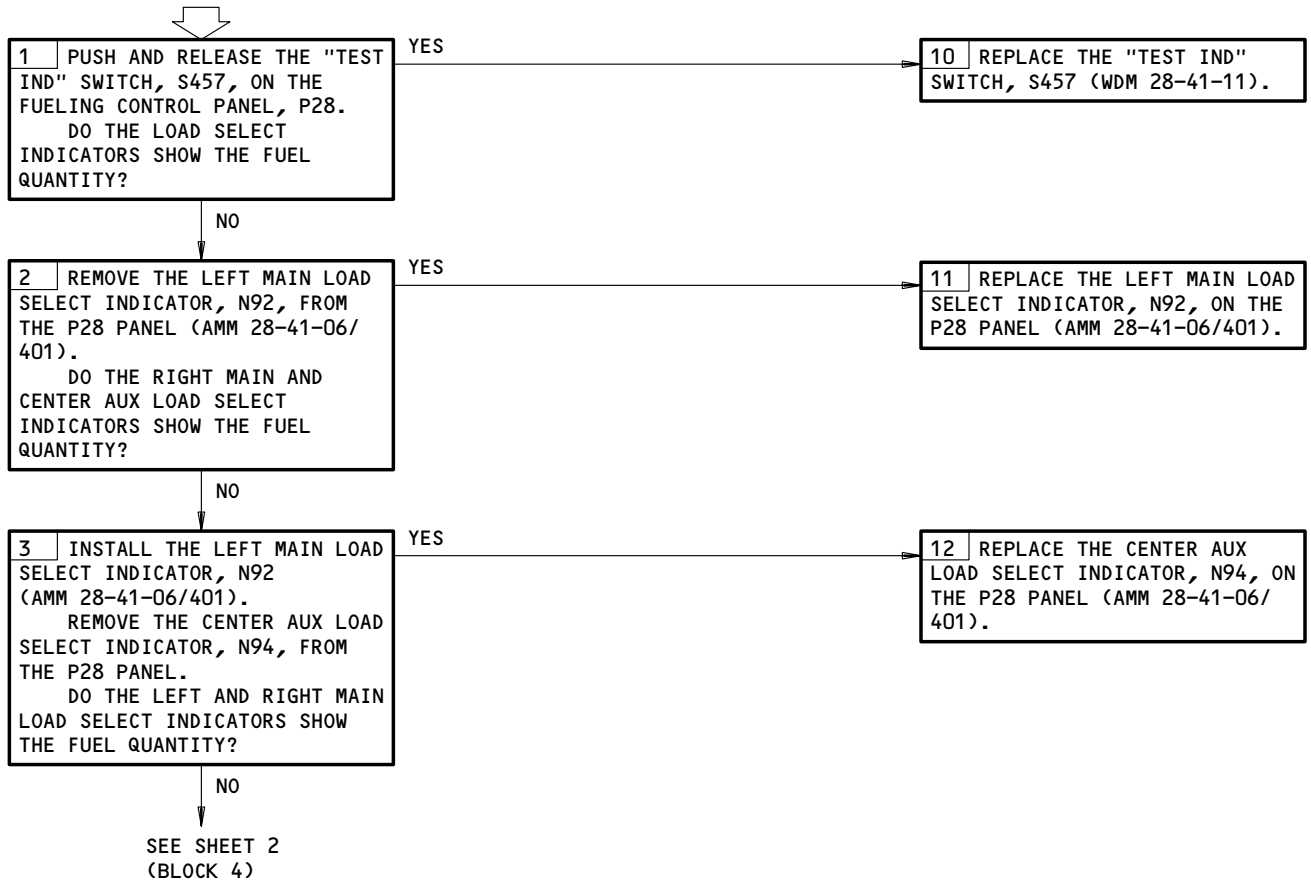 1 PUSH AND RELEASE THE "TEST
IND" SWITCH, S457, ON THE
FUELING CONTROL PANEL, P28.
DO THE LOAD SELECT
INDICATORS SHOW THE FUEL
QUANTITY?
YES
10 REPLACE THE "TEST IND"
SWITCH, S457 (WDM 28-41-11).
NO
2 REMOVE THE LEFT MAIN LOAD
SELECT INDICATOR, N92, FROM
THE P28 PANEL (AMM 28-41-06/
401).
DO THE RIGHT MAIN AND
CENTER AUX LOAD SELECT
INDICATORS SHOW THE FUEL
QUANTITY?
YES
11 REPLACE THE LEFT MAIN LOAD
SELECT INDICATOR, N92, ON THE
P28 PANEL (AMM 28-41-06/401).
NO
3 INSTALL THE LEFT MAIN LOAD
SELECT INDICATOR, N92
(AMM 28-41-06/401).
REMOVE THE CENTER AUX LOAD
SELECT INDICATOR, N94, FROM
THE P28 PANEL.
DO THE LEFT AND RIGHT MAIN
LOAD SELECT INDICATORS SHOW
THE FUEL QUANTITY?
YES
12 REPLACE THE CENTER AUX
LOAD SELECT INDICATOR, N94, ON
THE P28 PANEL (AMM 28-41-06/
401).
NO
SEE SHEET 2
(BLOCK 4)